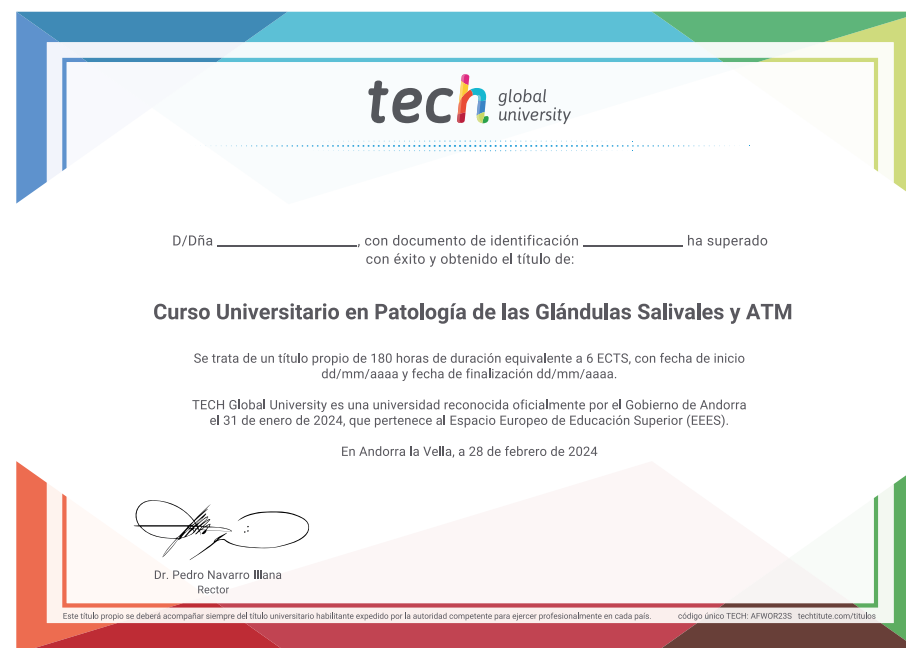 tech global
university
D/Dña ____________________, con documento de identificación ______________ ha superado
con éxito y obtenido el título de:
Curso Universitario en Patología de las Glándulas Salivales y ATM
Se trata de un título propio de 180 horas de duración equivalente a 6 ECTS, con fecha de inicio
dd/mm/aaaa y fecha de finalización dd/mm/aaaa.
TECH Global University es una universidad reconocida oficialmente por el Gobierno de Andorra
el 31 de enero de 2024, que pertenece al Espacio Europeo de Educación Superior (EEES).
En Andorra la Vella, a 28 de febrero de 2024
Dr. Pedro Navarro Illana
Rector
Este título propio se deberá acompañar siempre del título universitario habilitante expedido por la autoridad competente para ejercer profesionalmente en cada país. código único TECH: AFWOR23S techtitute.com/titulos